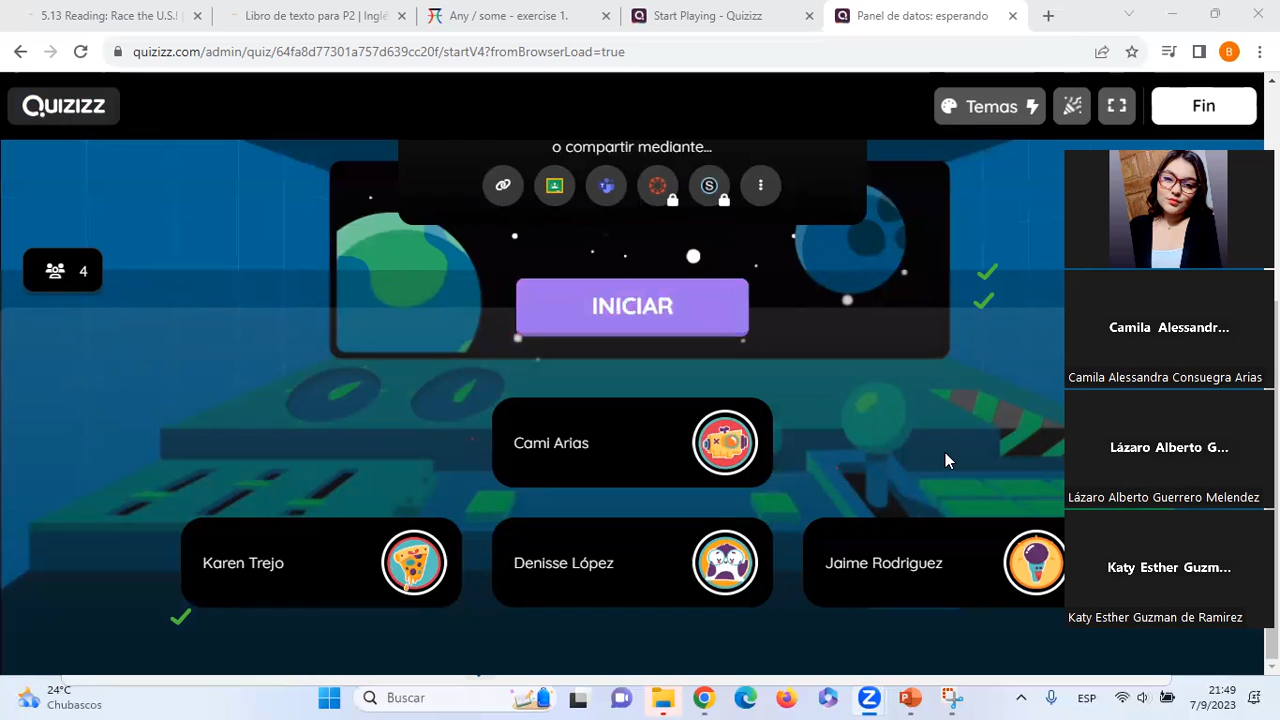 5.13 Reading: Race the U.S.
Libro de texto para P2 | Inglé
Any / some - exercise 1.
Start Playing - Quizizz
Panel de datos: esperando
quizizz.com/admin/quiz/64fa8d77301a757d639cc20f/startV4?fromBrowserLoad=true
B
QUIZIZZ
Temas
Fin
o compartir mediante...
S
4
INICIAR
Camila Alessandr...
Camila Alessandra Consuegra Arias
Cami Arias
Lázaro Alberto G...
Lázaro Alberto Guerrero Melendez
Karen Trejo
Denisse López
Jaime Rodriguez
Katy Esther Guzm...
Katy Esther Guzman de Ramirez
24°C
Chubascos
Buscar
ESP
21:49
7/9/2023